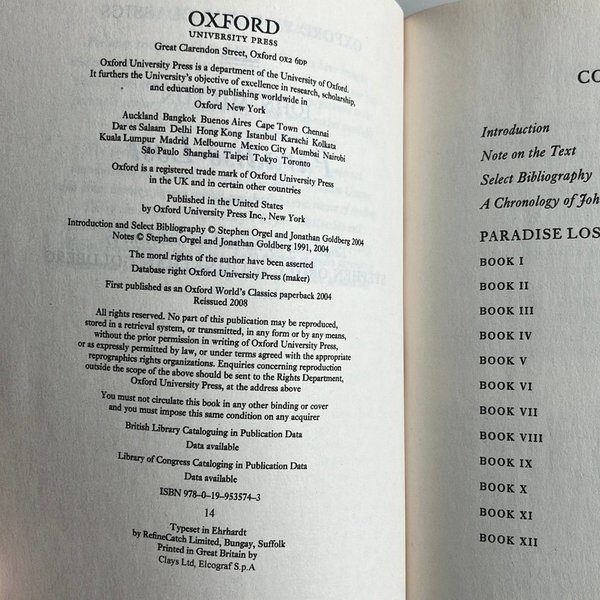 OXFORD
UNIVERSITY PRESS
Great Clarendon Street, Oxford OX2 6DP
Oxford University Press is a department of the University of Oxford.
It furthers the University's objective of excellence in research, scholarship,
and education by publishing worldwide in
Oxford New York
Auckland Bangkok Buenos Aires Cape Town Chennai
Dar es Salaam Delhi Hong Kong Istanbul Karachi Kolkata
Kuala Lumpur Madrid Melbourne Mexico City Mumbai Nairobi
São Paulo Shanghai Taipei Tokyo Toronto
Oxford is a registered trade mark of Oxford University Press
in the UK and in certain other countries
Published in the United States
by Oxford University Press Inc., New York
Introduction and Select Bibliography © Stephen Orgel and Jonathan Goldberg 2004
Notes © Stephen Orgel and Jonathan Goldberg 1991, 2004
The moral rights of the author have been asserted
Database right Oxford University Press (maker)
First published as an Oxford World's Classics paperback 2004
Reissued 2008
All rights reserved. No part of this publication may be reproduced,
stored in a retrieval system, or transmitted, in any form or by any means,
without the prior permission in writing of Oxford University Press,
or as expressly permitted by law, or under terms agreed with the appropriate
reprographics rights organizations. Enquiries concerning reproduction
outside the scope of the above should be sent to the Rights Department,
Oxford University Press, at the address above
You must not circulate this book in any other binding or cover
and you must impose this same condition on any acquirer
British Library Cataloguing in Publication Data
Data available
Library of Congress Cataloging in Publication Data
Data available
ISBN 978–0–19–953574–3
14
Typeset in Ehrhardt
by RefineCatch Limited, Bungay, Suffolk
Printed in Great Britain by
Clays Ltd, Elcograf S.p.A
CO
Introduction
Note on the Text
Select Bibliography
A Chronology of Joh
PARADISE LOS
BOOK I
BOOK II
BOOK III
BOOK IV
BOOK V
BOOK VI
BOOK VII
BOOK VIII
BOOK IX
BOOK X
BOOK XI
BOOK XII